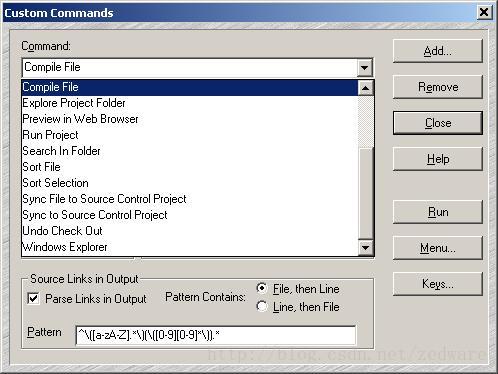 Custom Commands
Command:
Compile File
Compile File
Explore Project Folder
Preview in Web Browser
Run Project
Search In Folder
Sort File
Sort Selection
Sync File to Source Control Project
Sync to Source Control Project
Undo Check Out
Windows Explorer
Add...
Remove
Close
Help
Run
Menu...
Keys...
Source Links in Output
Parse Links in Output
Pattern Contains:
File, then Line
Line, then File
Pattern
^\([a-zA-Z].*\)(\([0-9][0-9]*\)).*
http://blog.csdn.net/zedware